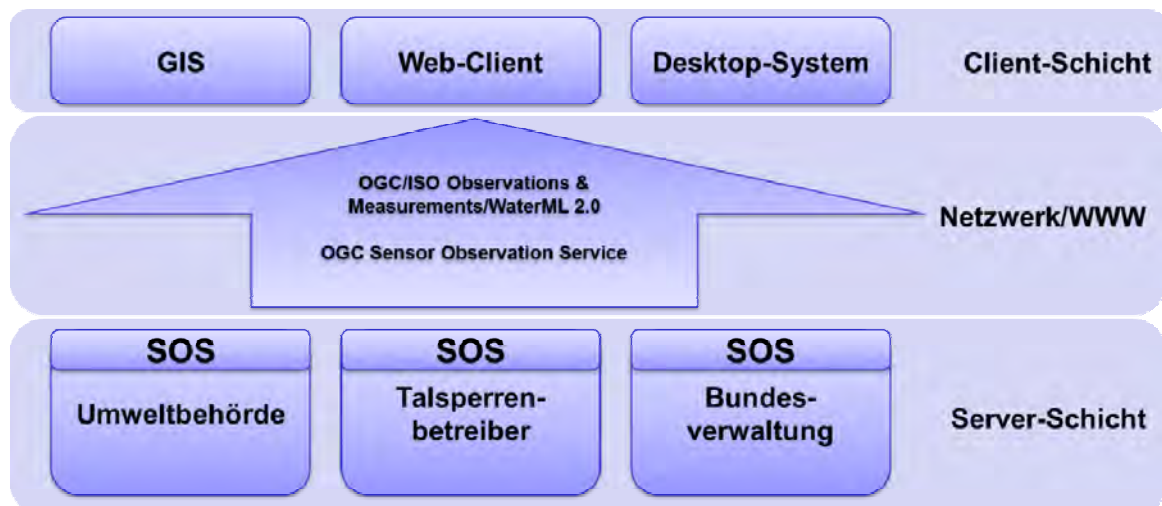 GIS
Web-Client
Desktop-System
Client-Schicht
OGC/ISO Observations &
Measurements/WaterML 2.0
OGC Sensor Observation Service
Netzwerk/WWW
SOS
Umweltbehörde
SOS
Talsperren-
betreiber
SOS
Bundes-
verwaltung
Server-Schicht